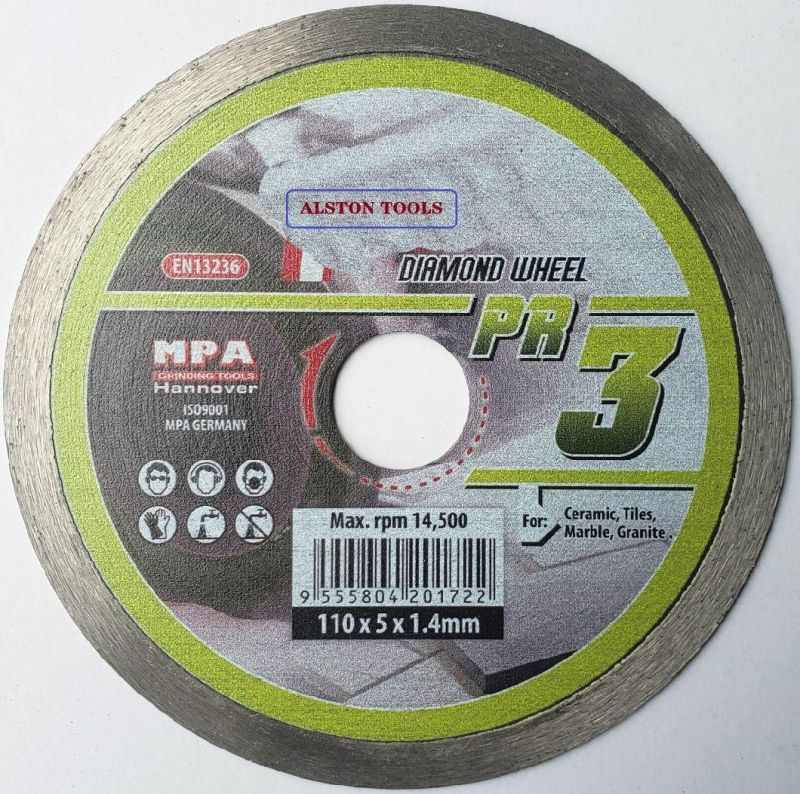 ALSTON TOOLS
EN13236
DIAMOND WHEEL
PR
3
MPA
GRINDING TOOLS
Hannover
ISO9001
MPA GERMANY
For: Ceramic, Tiles,
Marble, Granite.
Max. rpm 14,500
9 555804 201722
110 x 5 x 1.4mm